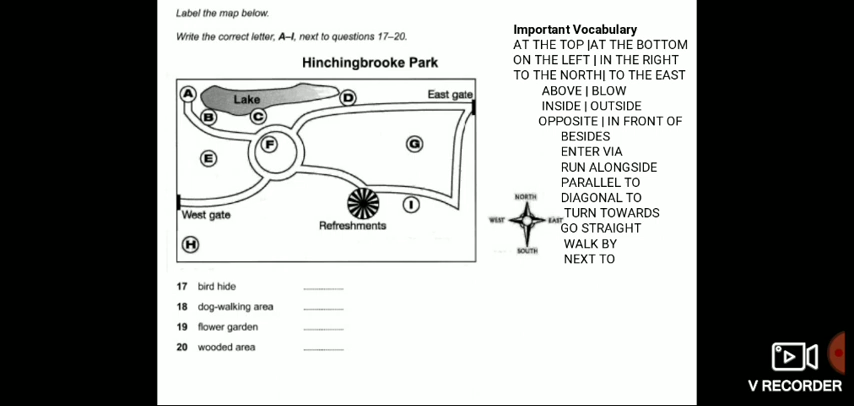 Label the map below.
Write the correct letter, A–I, next to questions 17–20.
Hinchingbrooke Park
A
Lake
D
East gate
B
C
F
E
G
West gate
I
Refreshments
H
17 bird hide
18 dog-walking area
19 flower garden
20 wooded area
Important Vocabulary
AT THE TOP |AT THE BOTTOM
ON THE LEFT | IN THE RIGHT
TO THE NORTH| TO THE EAST
ABOVE | BLOW
INSIDE | OUTSIDE
OPPOSITE | IN FRONT OF
BESIDES
ENTER VIA
RUN ALONGSIDE
PARALLEL TO
DIAGONAL TO
TURN TOWARDS
GO STRAIGHT
WALK BY
NEXT TO
NORTH
WEST
EAST
SOUTH
V RECORDER